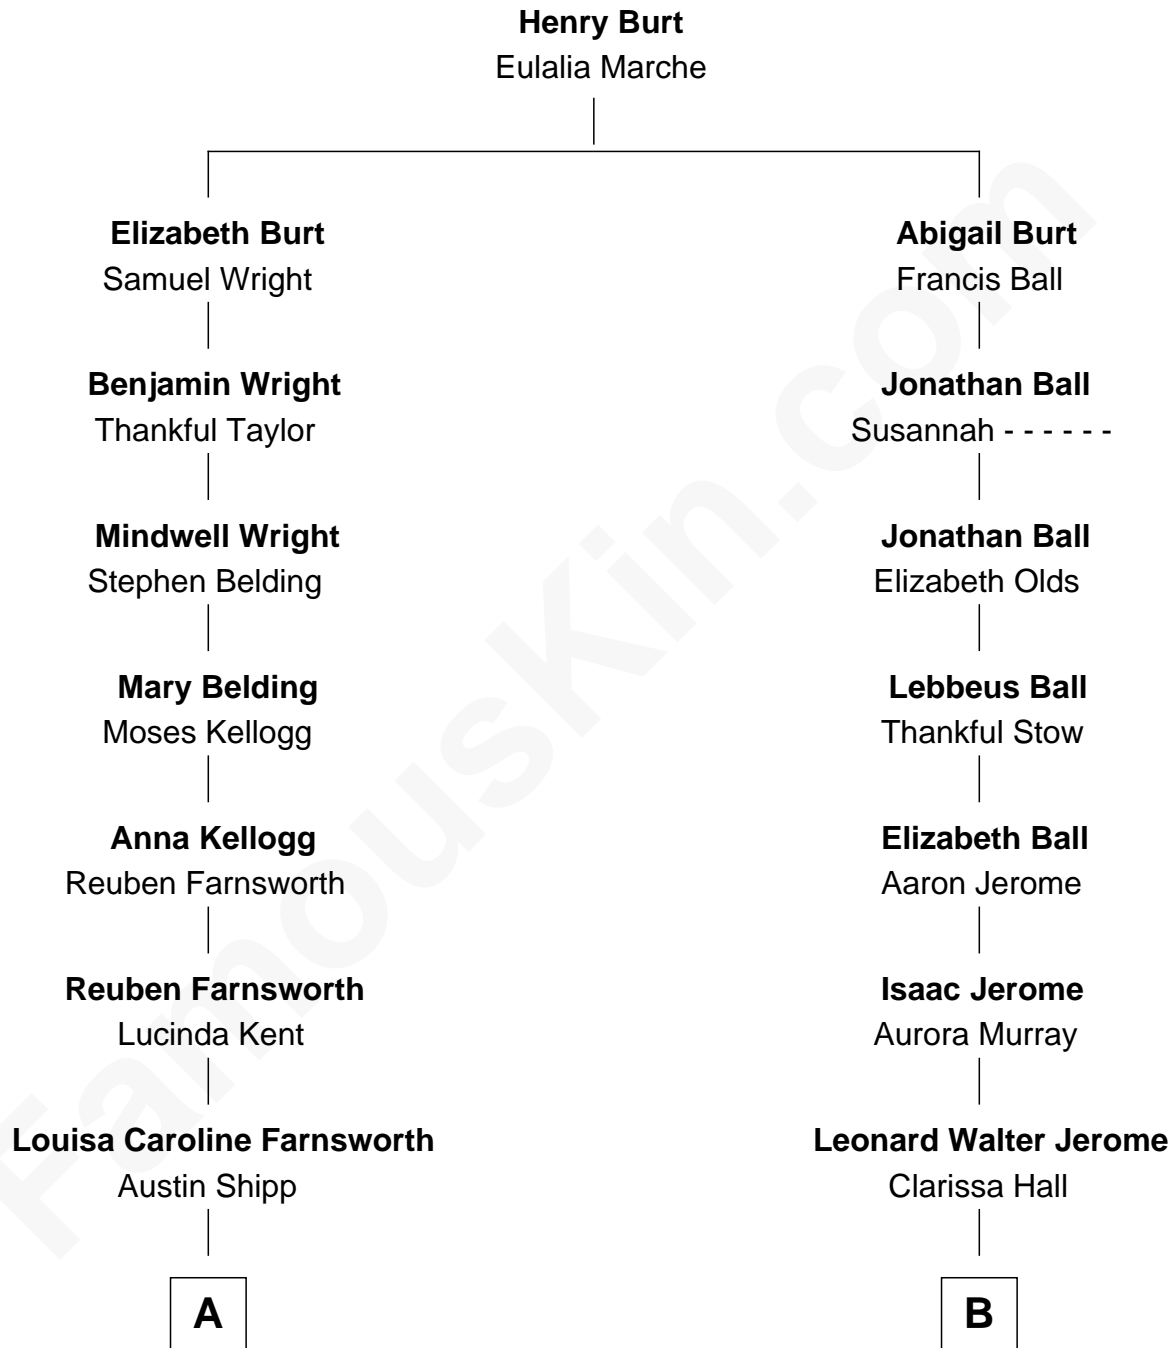 Henry Burt
Eulalia Marche
Elizabeth Burt
Samuel Wright
Abigail Burt
Francis Ball
Benjamin Wright
Thankful Taylor
Jonathan Ball
Susannah - - - - - -
Mindwell Wright
Stephen Belding
Jonathan Ball
Elizabeth Olds
Mary Belding
Moses Kellogg
Lebbeus Ball
Thankful Stow
Anna Kellogg
Reuben Farnsworth
Elizabeth Ball
Aaron Jerome
Reuben Farnsworth
Lucinda Kent
Isaac Jerome
Aurora Murray
Louisa Caroline Farnsworth
Austin Shipp
Leonard Walter Jerome
Clarissa Hall
A
B
FamousKin.com